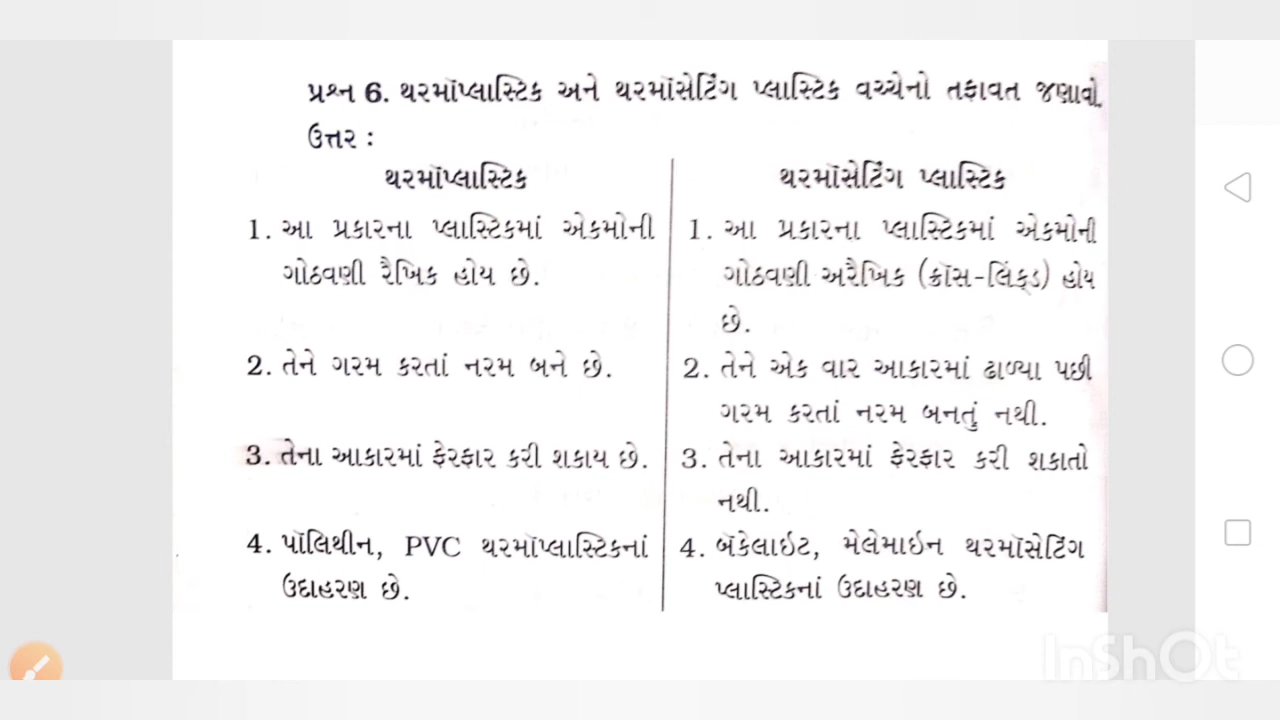 પ્રશ્ન 6. થરમૉપ્લાસ્ટિક અને થરમૉસેટિંગ પ્લાસ્ટિક વચ્ચેનો તફાવત જણાવો.
ઉત્તર :
થરમૉપ્લાસ્ટિક
1. આ પ્રકારના પ્લાસ્ટિકમાં એકમોની
ગોઠવણી રૈખિક હોય છે.
2. તેને ગરમ કરતાં નરમ બને છે.
3. તેના આકારમાં ફેરફાર કરી શકાય છે.
4. પૉલિથીન, PVC થરમૉપ્લાસ્ટિકનાં
ઉદાહરણ છે.
થરમૉસેટિંગ પ્લાસ્ટિક
1. આ પ્રકારના પ્લાસ્ટિકમાં એકમોની
ગોઠવણી અરૈખિક (ક્રૉસ-લિંક્ડ) હોય
છે.
2. તેને એક વાર આકારમાં ઢાળ્યા પછી
ગરમ કરતાં નરમ બનતું નથી.
3. તેના આકારમાં ફેરફાર કરી શકાતો
નથી.
4. બૅકેલાઇટ, મેલેમાઇન થરમૉસેટિંગ
પ્લાસ્ટિકનાં ઉદાહરણ છે.
InShOt